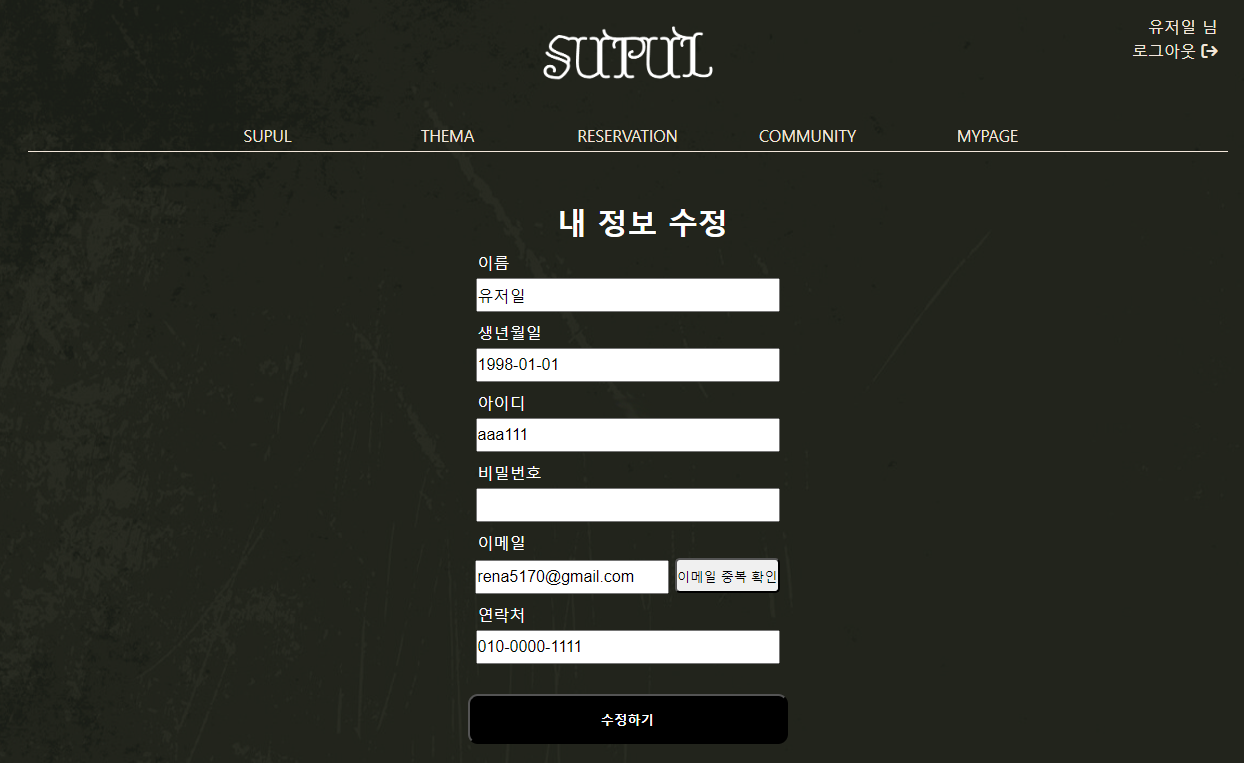 유저일 님
로그아웃
SUPUL
SUPUL THEMA RESERVATION COMMUNITY MYPAGE
내 정보 수정
이름
유저일
생년월일
1998-01-01
아이디
aaa111
비밀번호
이메일
rena5170@gmail.com 이메일 중복 확인
연락처
010-0000-1111
수정하기